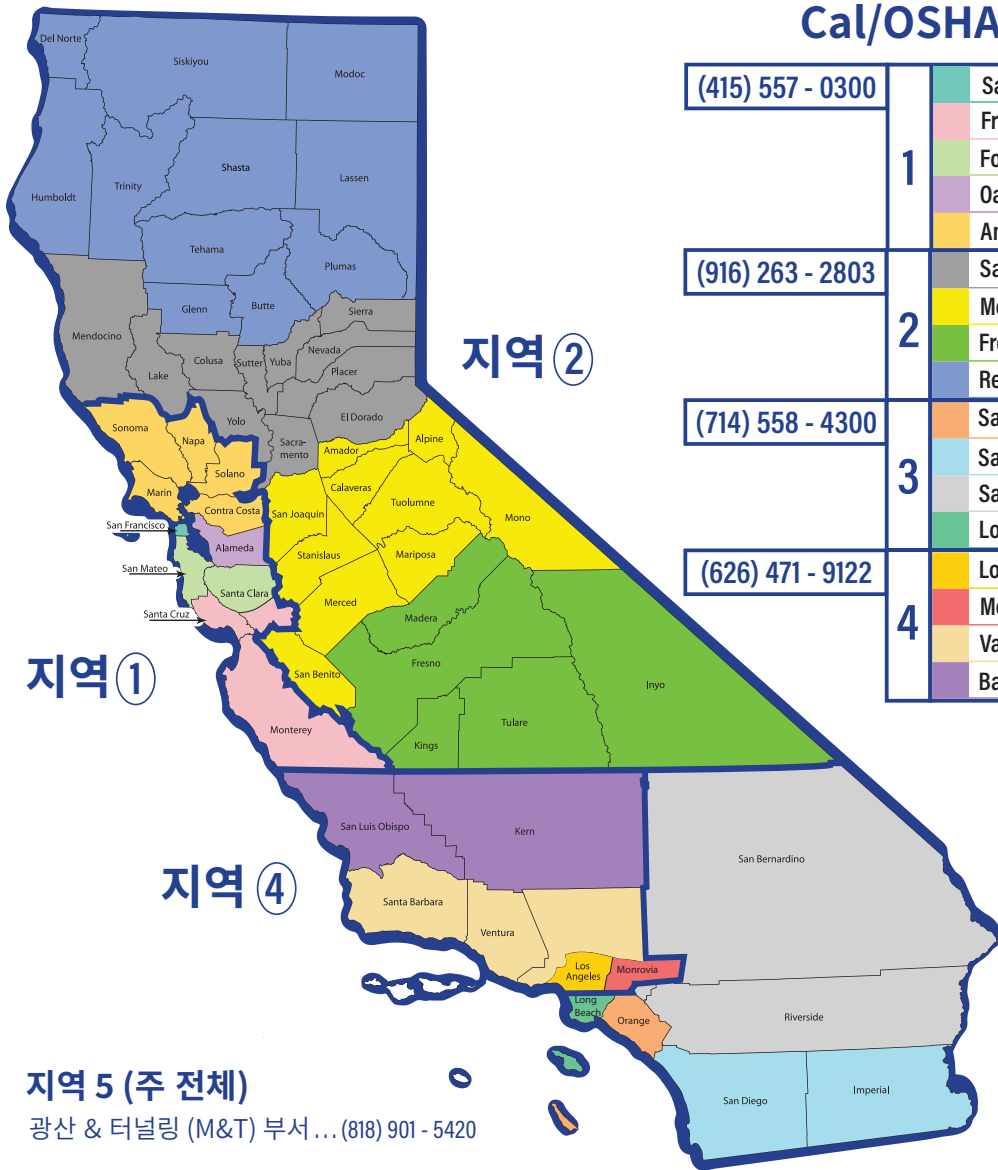 Cal/OSHA
(415) 557 - 0300
1
Sa
Fr
Fo
Oa
(916) 263 - 2803
2
Sa
Mo
Fre
Re
(714) 558 - 4300
3
Sa
Sa
Sa
Lo
(626) 471 - 9122
4
Lo
Mo
Va
Ba
Del Norte
Siskiyou
Modoc
Humboldt
Trinity
Shasta
Lassen
Tehama
Plumas
Glenn
Butte
Mendocino
Lake
Colusa
Sutter
Yuba
Sierra
Nevada
Placer
Yolo
El Dorado
Sacra-
mento
지역 ②
Sonoma
Napa
Solano
Marin
Contra Costa
San Francisco
Alameda
San Mateo
Santa Clara
Santa Cruz
Amador
Alpine
Calaveras
Tuolumne
San Joaquin
Mono
Stanislaus
Mariposa
Merced
Madera
Fresno
San Benito
Inyo
Monterey
Kings
Tulare
지역 ①
San Luis Obispo
Kern
San Bernardino
지역 ④
Santa Barbara
Ventura
Los
Angeles
Monrovia
Long
Beach
Orange
Riverside
San Diego
Imperial
지역 5 (주 전체)
광산 & 터널링 (M&T) 부서 ... (818) 901 - 5420